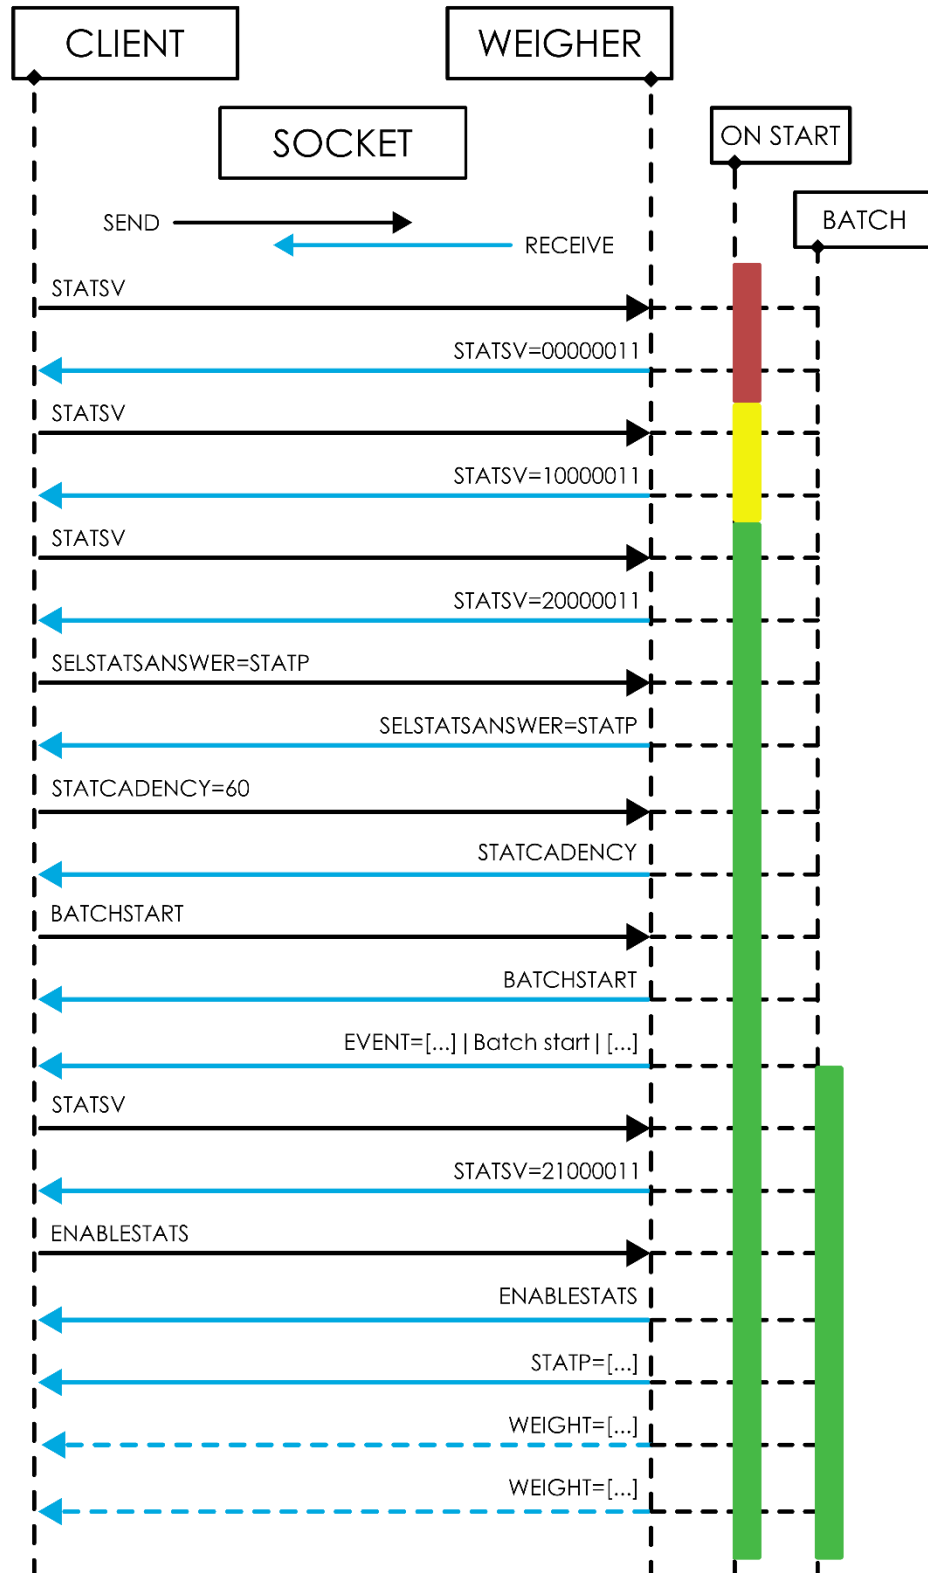 CLIENT
WEIGHER
SOCKET
ON START
SEND
BATCH
RECEIVE
STATSV
STATSV=00000011
STATSV
STATSV=10000011
STATSV
STATSV=20000011
SELSTATSANSWER=STATP
SELSTATSANSWER=STATP
STATCADENCY=60
STATCADENCY
BATCHSTART
BATCHSTART
EVENT=[...]|Batch start|[...]
STATSV
STATSV=21000011
ENABLESTATS
ENABLESTATS
STATP=[...]
WEIGHT=[...]
WEIGHT=[...]